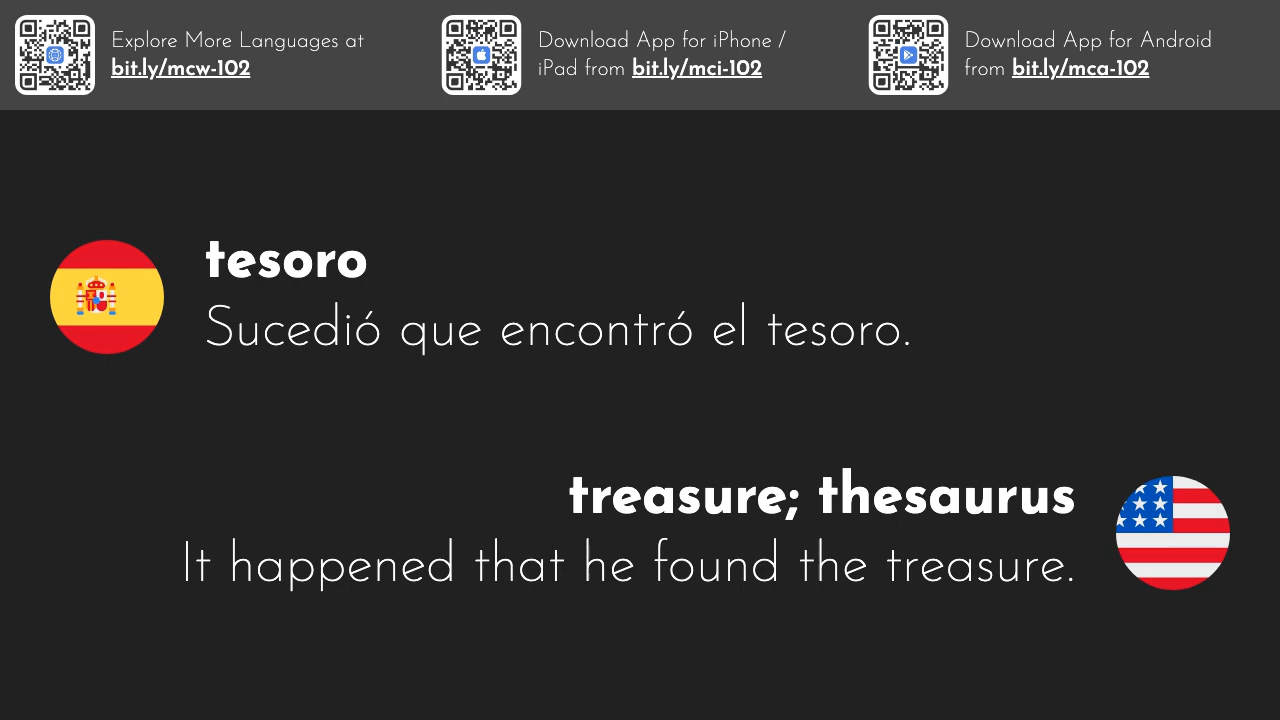 Explore More Languages at
bit.ly/mcw-102
Download App for iPhone /
iPad from bit.ly/mci-102
Download App for Android
from bit.ly/mca-102
tesoro
Sucedió que encontró el tesoro.
treasure; thesaurus
It happened that he found the treasure.